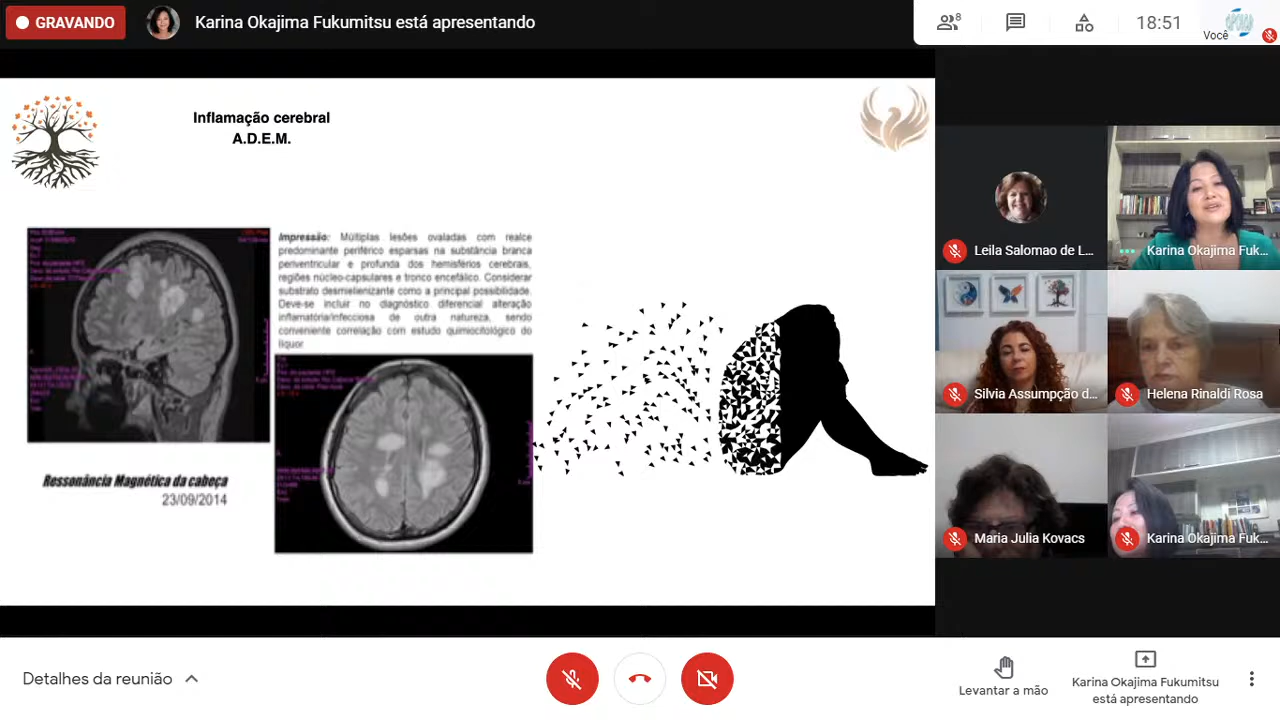 GRAVANDO
Karina Okajima Fukumitsu está apresentando
8
18:51
Você
Inflamação cerebral
A.D.E.M.
Impressão: Múltiplas lesões ovaladas com realce
predominante periférico esparsas na substância branca
periventricular e profunda dos hemisférios cerebrais,
regiões núcleo-capsulares e tronco encefálico. Considerar
substrato desmielienizante como a principal possibilidade.
Deve-se incluir no diagnóstico diferencial alteração
inflamatória/infecciosa de outra natureza, sendo
conveniente correlação com estudo quimiocitológico do
líquor
Ressonância Magnética da cabeça
23/09/2014
Leila Salomao de L...
Karina Okajima Fuk...
Silvia Assumpção d...
Helena Rinaldi Rosa
Maria Julia Kovacs
Karina Okajima Fuk...
Detalhes da reunião
Levantar a mão
Karina Okajima Fukumitsu
está apresentando